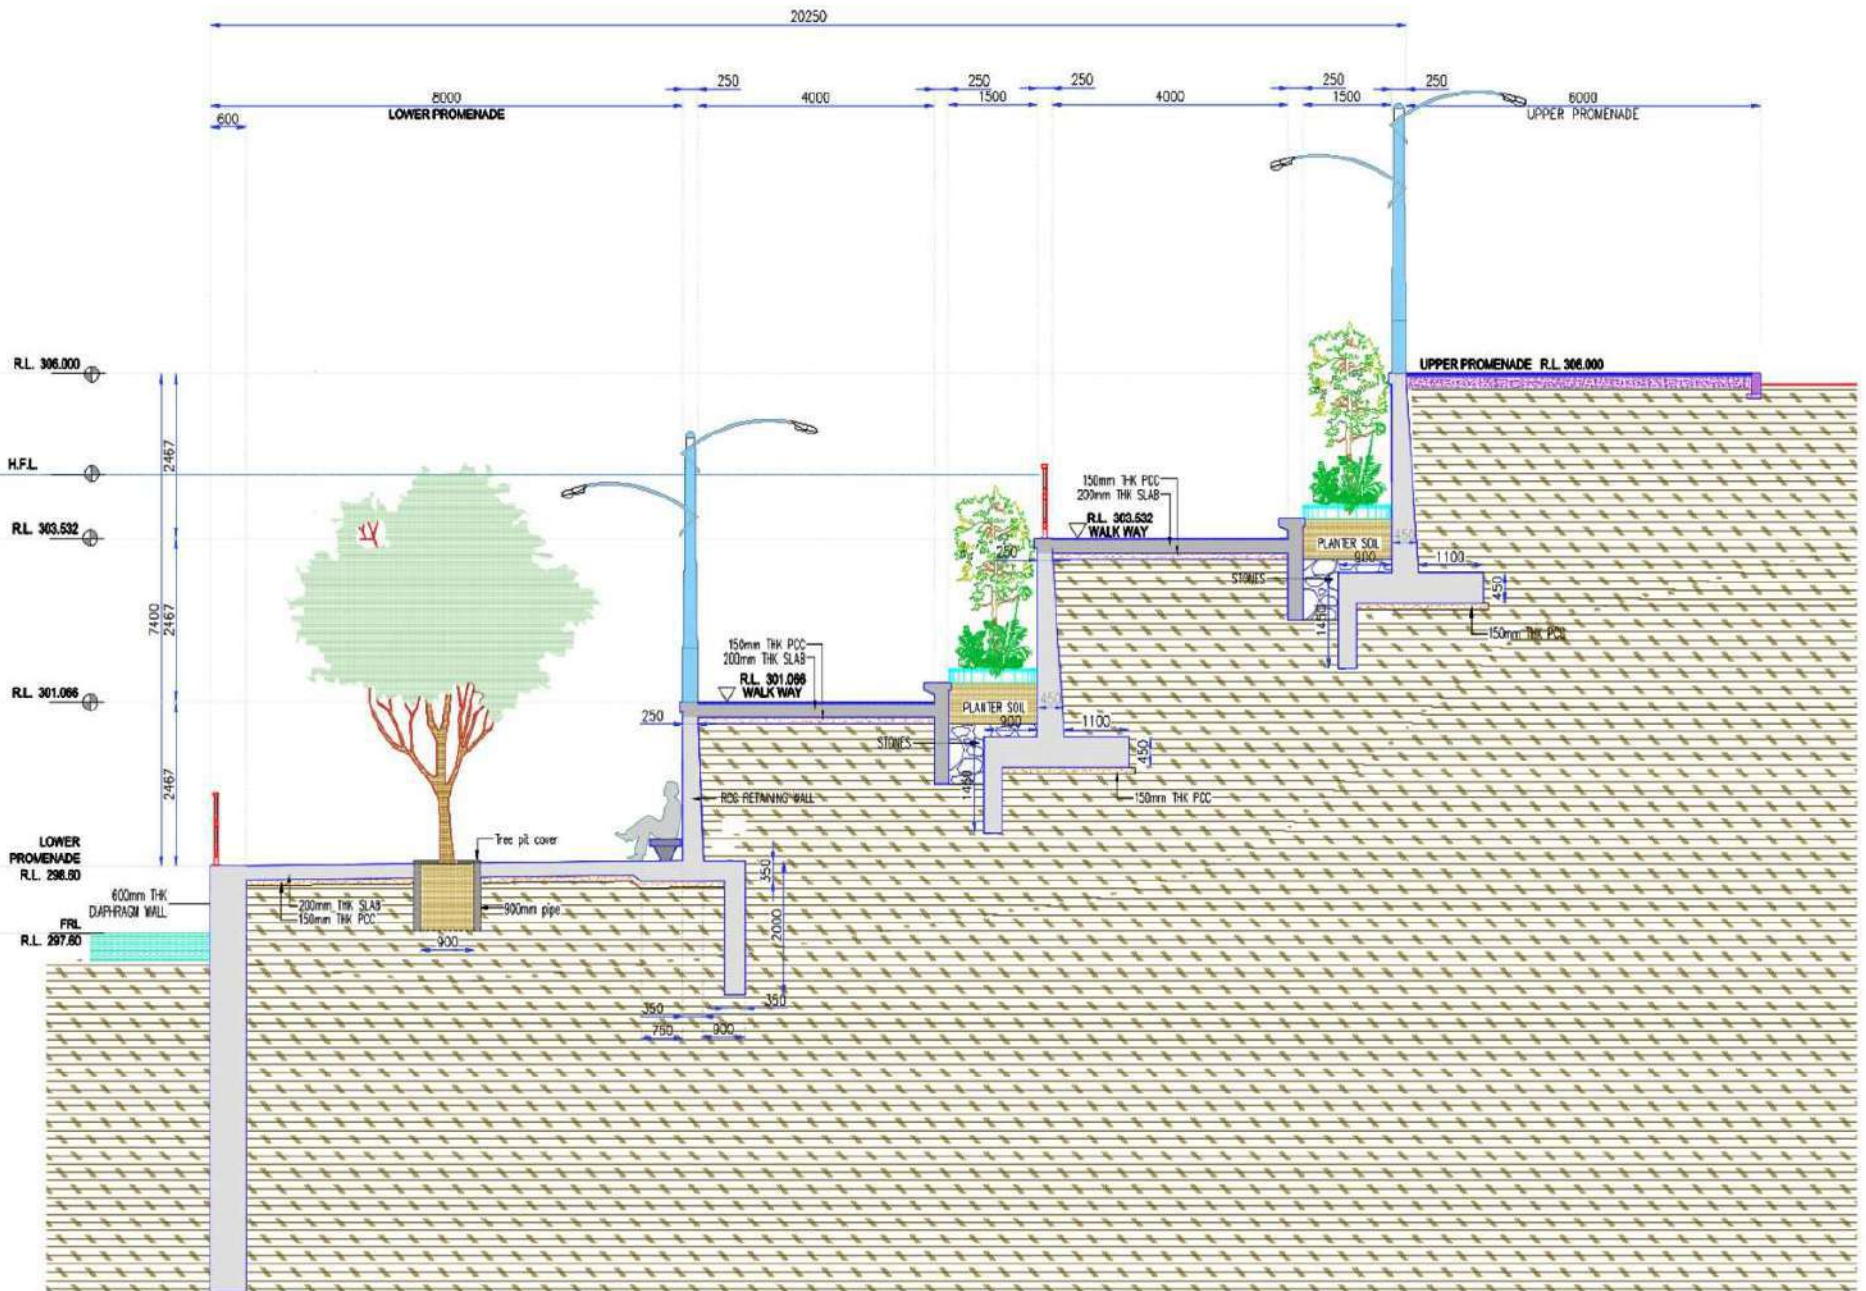 20250
250
250
250
250
250
8000
4000
1500
4000
1500
6000
LOWER PROMENADE
UPPER PROMENADE
600
R.L. 306.000
UPPER PROMENADE R.L. 306.000
2467
H.F.L.
150mm THK PCC
200mm THK SLAB
R.L. 303.532
R.L. 303.532
WALK WAY
250
PLANTER SOIL
450
900
1100
STONES
450
1450
150mm THK PCC
7400
2467
150mm THK PCC
200mm THK SLAB
R.L. 301.066
R.L. 301.066
WALK WAY
250
PLANTER SOIL
450
900
1100
STONES
450
1450
150mm THK PCC
2467
RCC RETAINING WALL
LOWER
PROMENADE
R.L. 298.60
Tree pit cover
350
600mm THK
DIAPHRAGM WALL
200mm THK SLAB
150mm THK PCC
900mm pipe
2000
FRL
R.L. 297.60
900
350
350
750
900